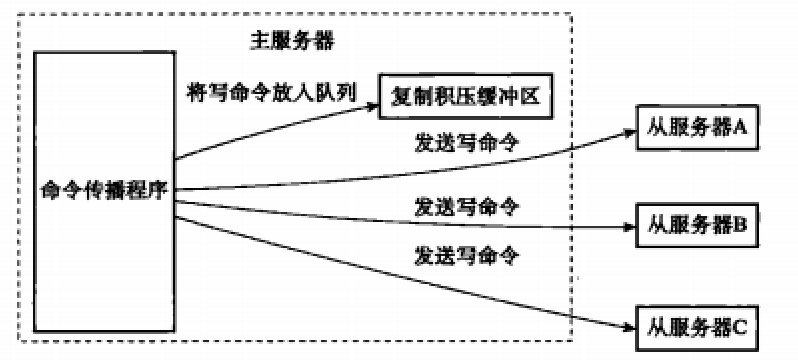 主服务器
将写命令放入队列
复制积压缓冲区
发送写命令
从服务器A
命令传播程序
发送写命令
从服务器B
发送写命令
从服务器C